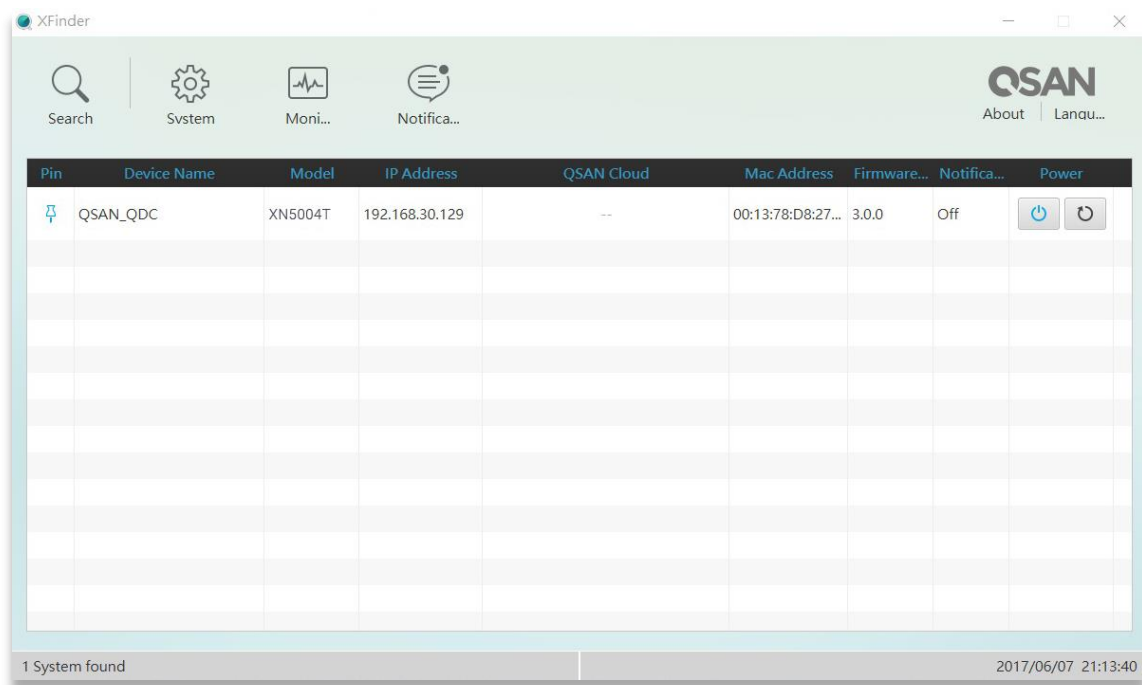 XFinder
QSAN
Search System Moni... Notifica... About Langu...
Pin Device Name Model IP Address QSAN Cloud Mac Address Firmware... Notifica... Power
QSAN_QDC XN5004T 192.168.30.129 -- 00:13:78:D8:27... 3.0.0 Off
1 System found 2017/06/07 21:13:40